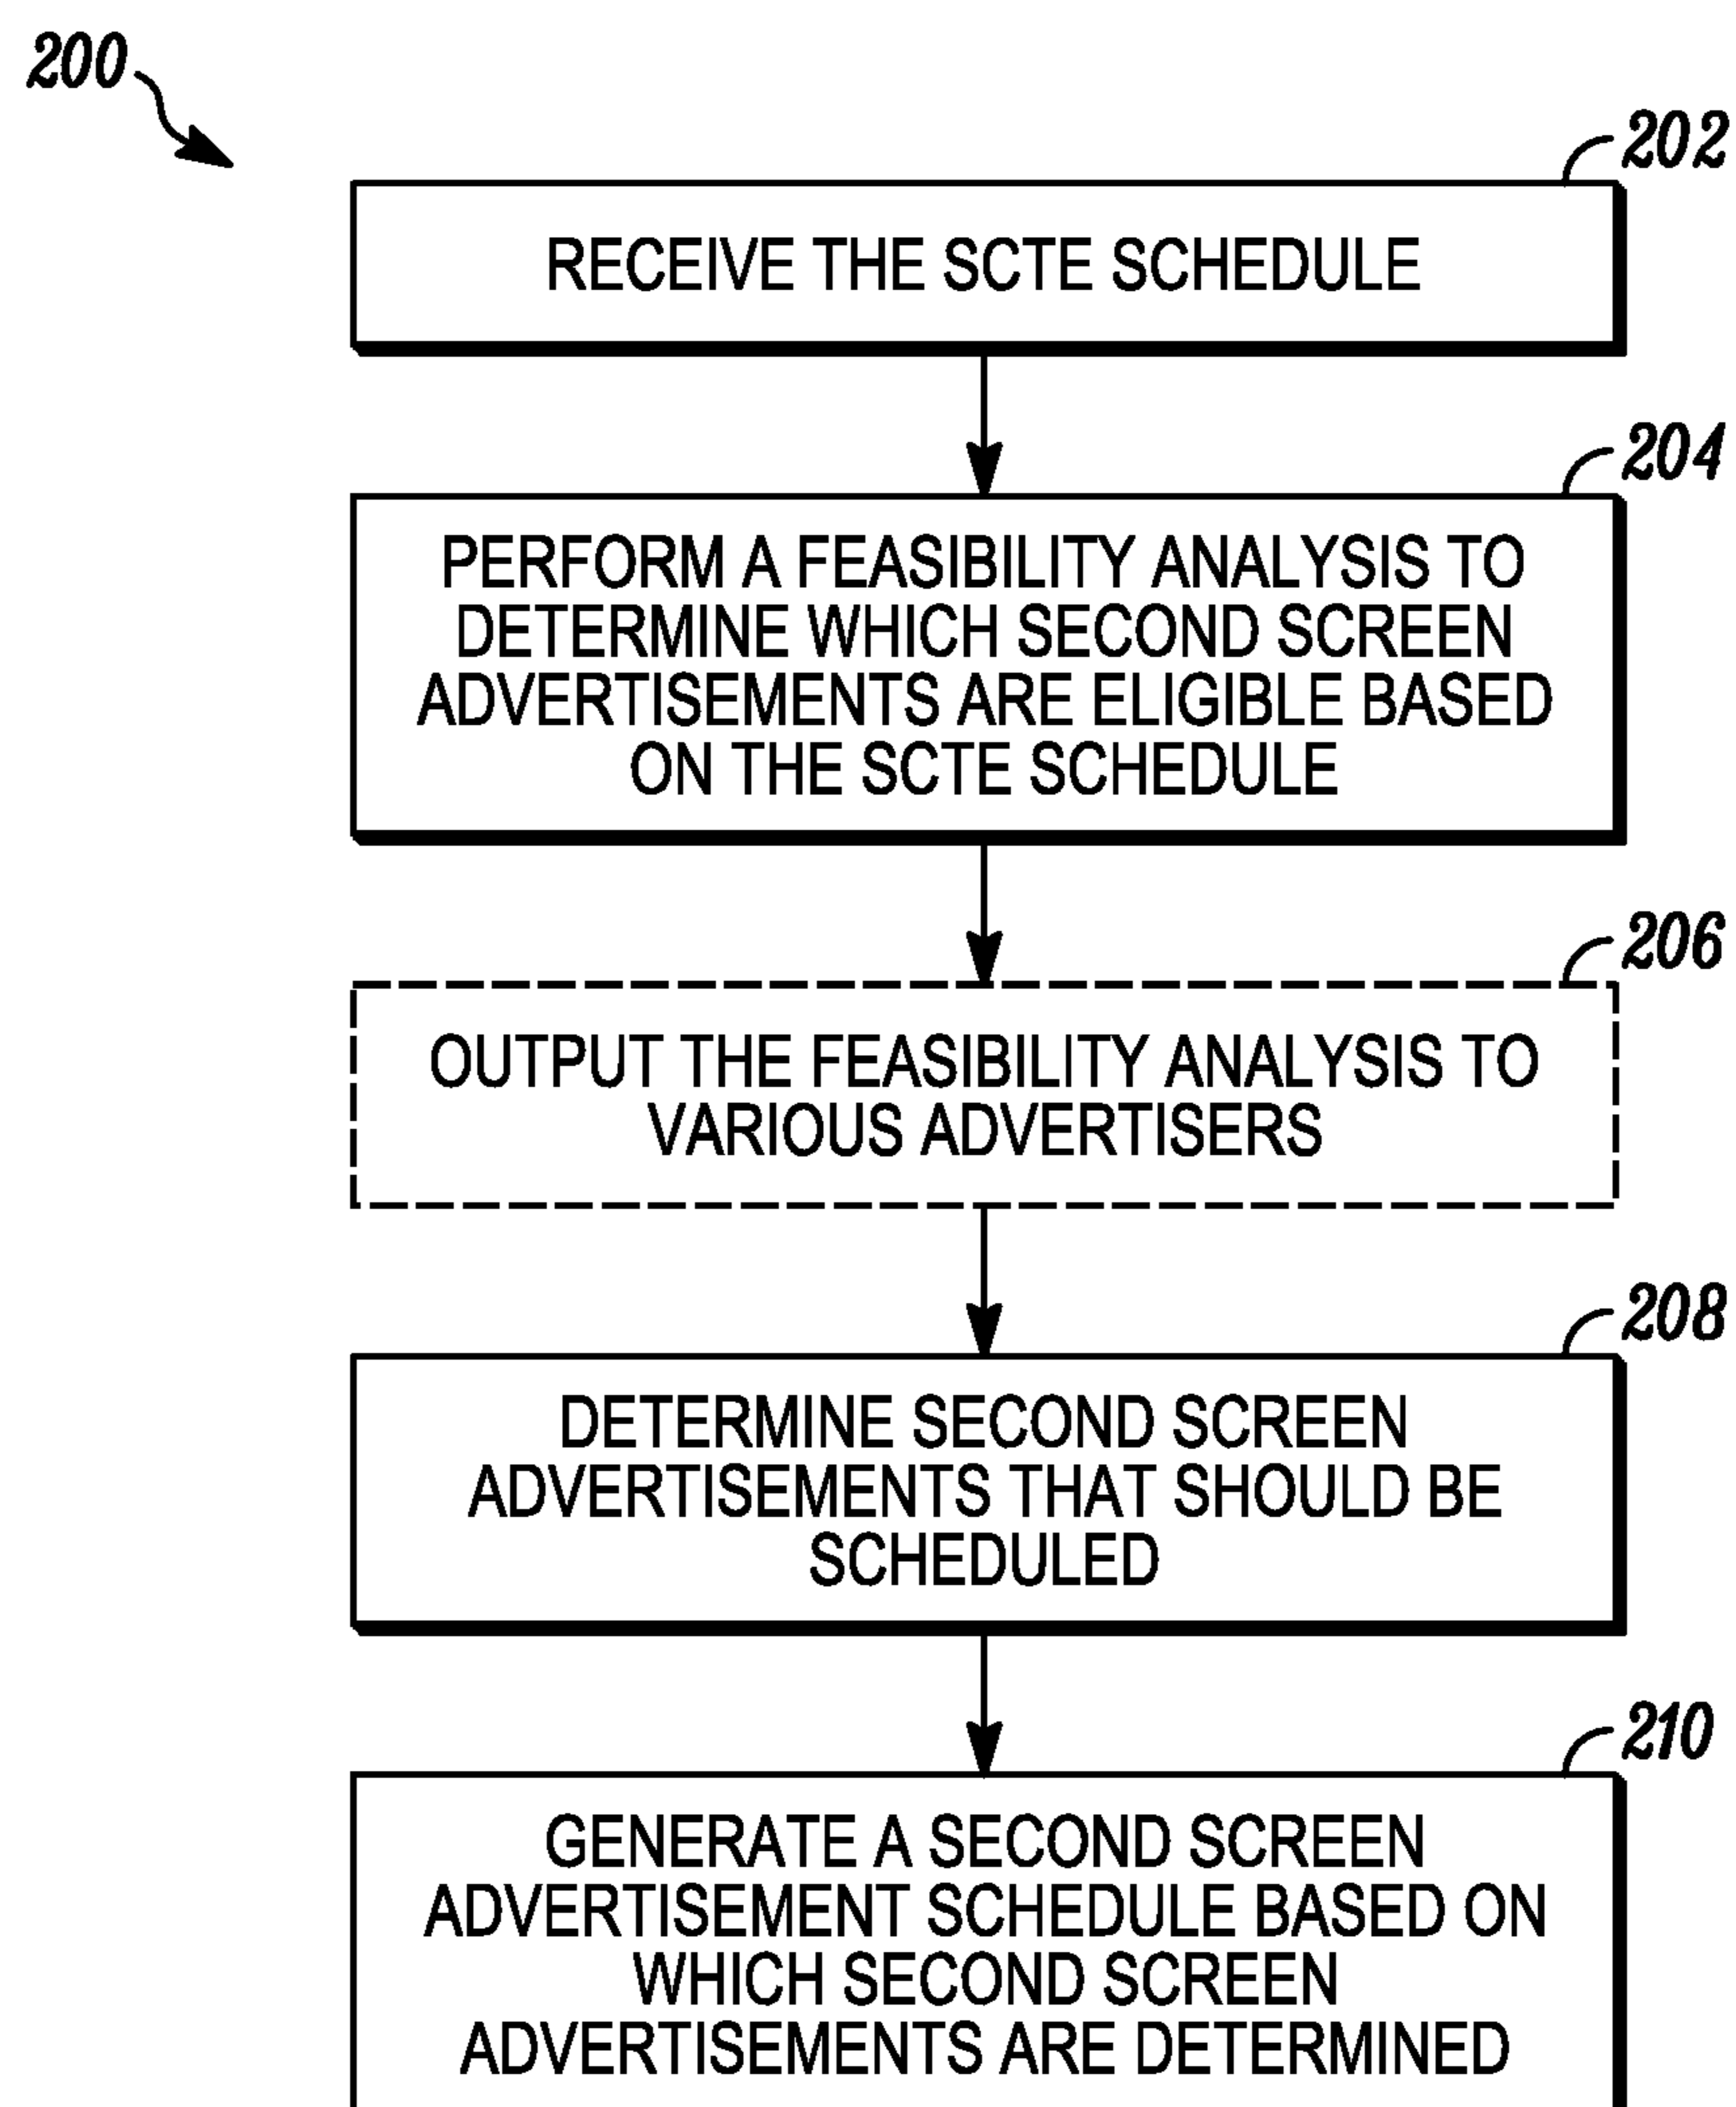 200
202
RECEIVE THE SCTE SCHEDULE
204
PERFORM A FEASIBILITY ANALYSIS TO
DETERMINE WHICH SECOND SCREEN
ADVERTISEMENTS ARE ELIGIBLE BASED
ON THE SCTE SCHEDULE
206
OUTPUT THE FEASIBILITY ANALYSIS TO
VARIOUS ADVERTISERS
208
DETERMINE SECOND SCREEN
ADVERTISEMENTS THAT SHOULD BE
SCHEDULED
210
GENERATE A SECOND SCREEN
ADVERTISEMENT SCHEDULE BASED ON
WHICH SECOND SCREEN
ADVERTISEMENTS ARE DETERMINED